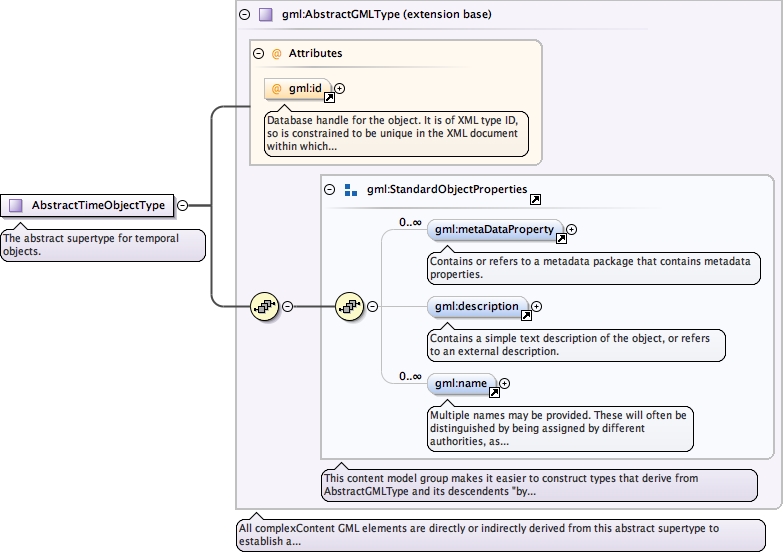 gml:AbstractGMLType (extension base)
@ Attributes
@ gml:id
Database handle for the object. It is of XML type ID,
so is constrained to be unique in the XML document
within which...
AbstractTimeObjectType
The abstract supertype for temporal
objects.
gml:StandardObjectProperties
0..∞
gml:metaDataProperty
Contains or refers to a metadata package that contains metadata
properties.
gml:description
Contains a simple text description of the object, or refers
to an external description.
0..∞
gml:name
Multiple names may be provided. These will often be
distinguished by being assigned by different
authorities, as...
This content model group makes it easier to construct types that derive from
AbstractGMLType and its descendents "by...
All complexContent GML elements are directly or indirectly derived from this abstract supertype to
establish a...